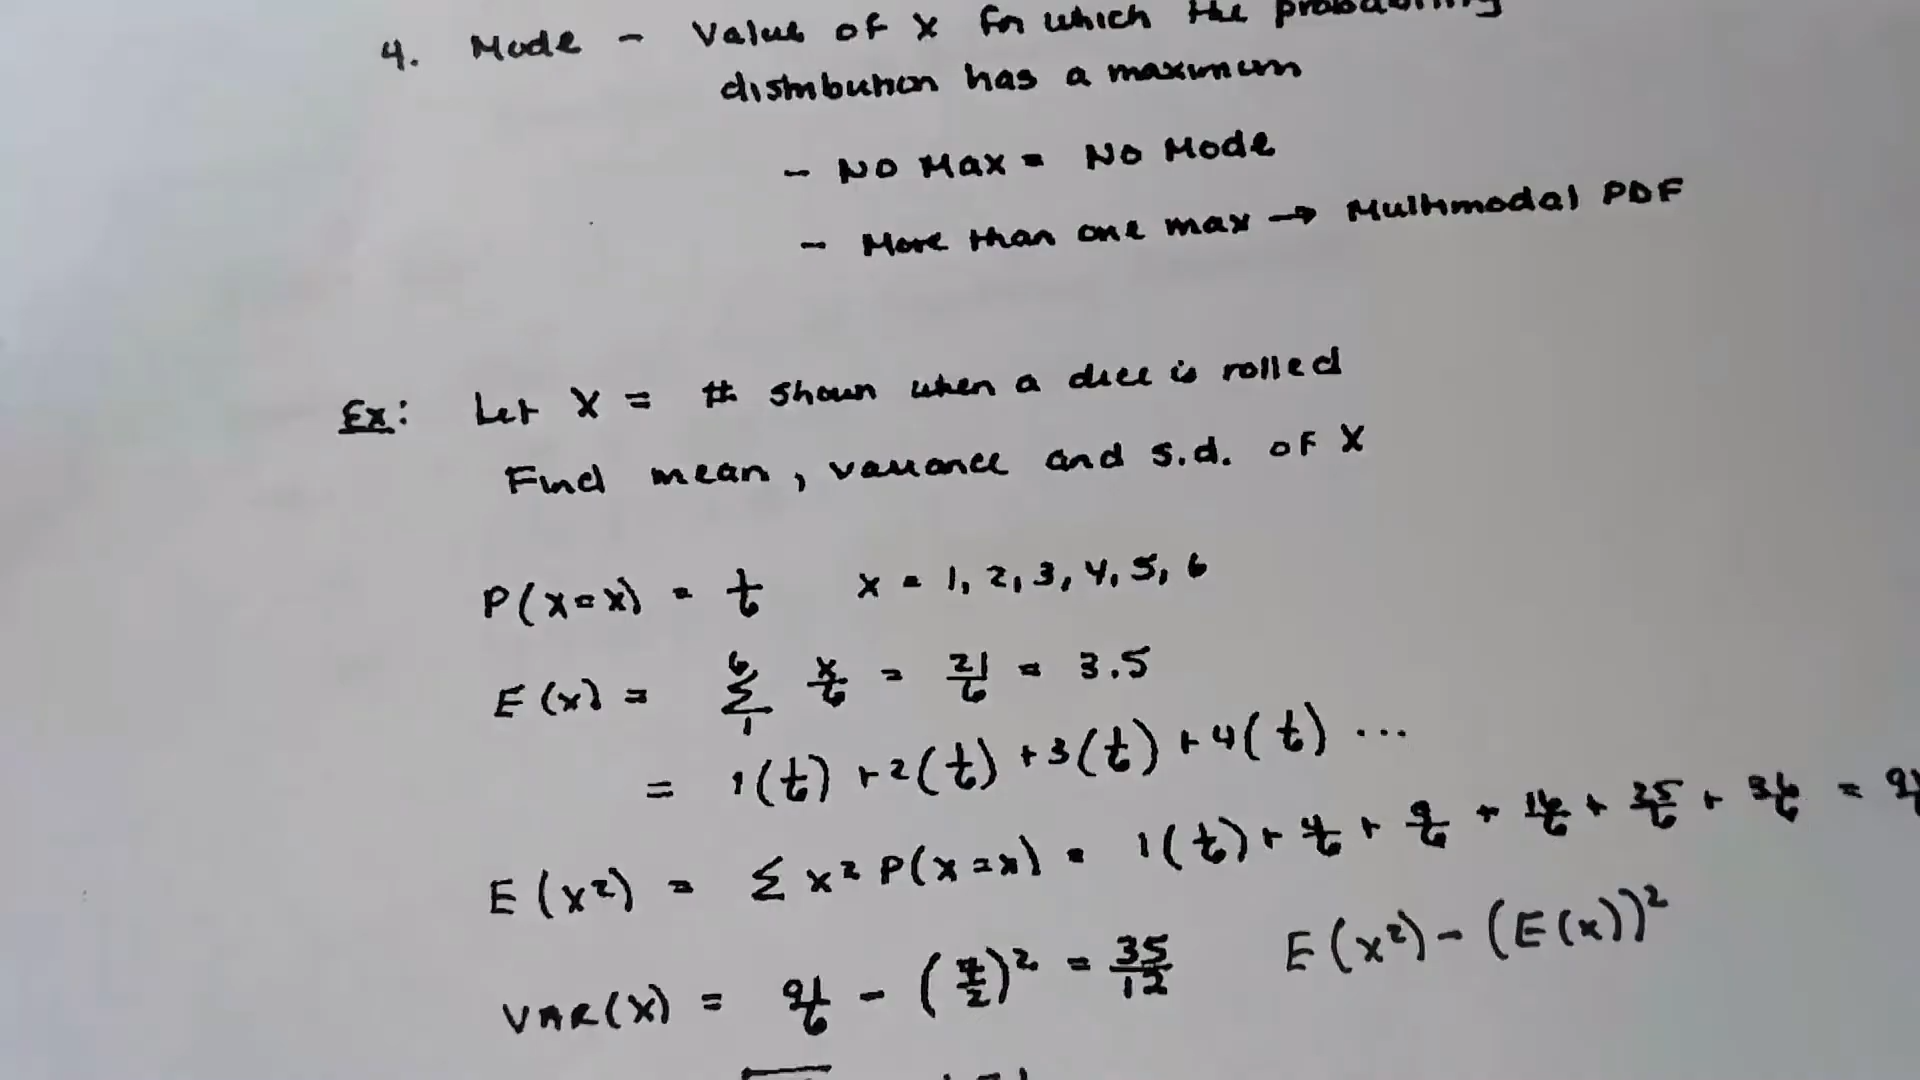 4. Mode - Value of X for which the probability
distribution has a maximum
- No Max = No Mode
- More than one max → Multimodal PDF
Ex: Let X = # shown when a dice is rolled
Find mean, variance and s.d. of X
P(X=x) = 1/6 x = 1, 2, 3, 4, 5, 6
E(x) = 6 Σ 1 x/6 = 21/6 = 3.5
= 1(1/6) + 2(1/6) + 3(1/6) + 4(1/6) ...
E(x²) = Σ x² P(X=x) = 1(1/6) + 4/6 + 9/6 + 16/6 + 25/6 + 36/6 =
VAR(X) = 91/6 - (7/2)² = 35/12 E(x²) - (E(x))²